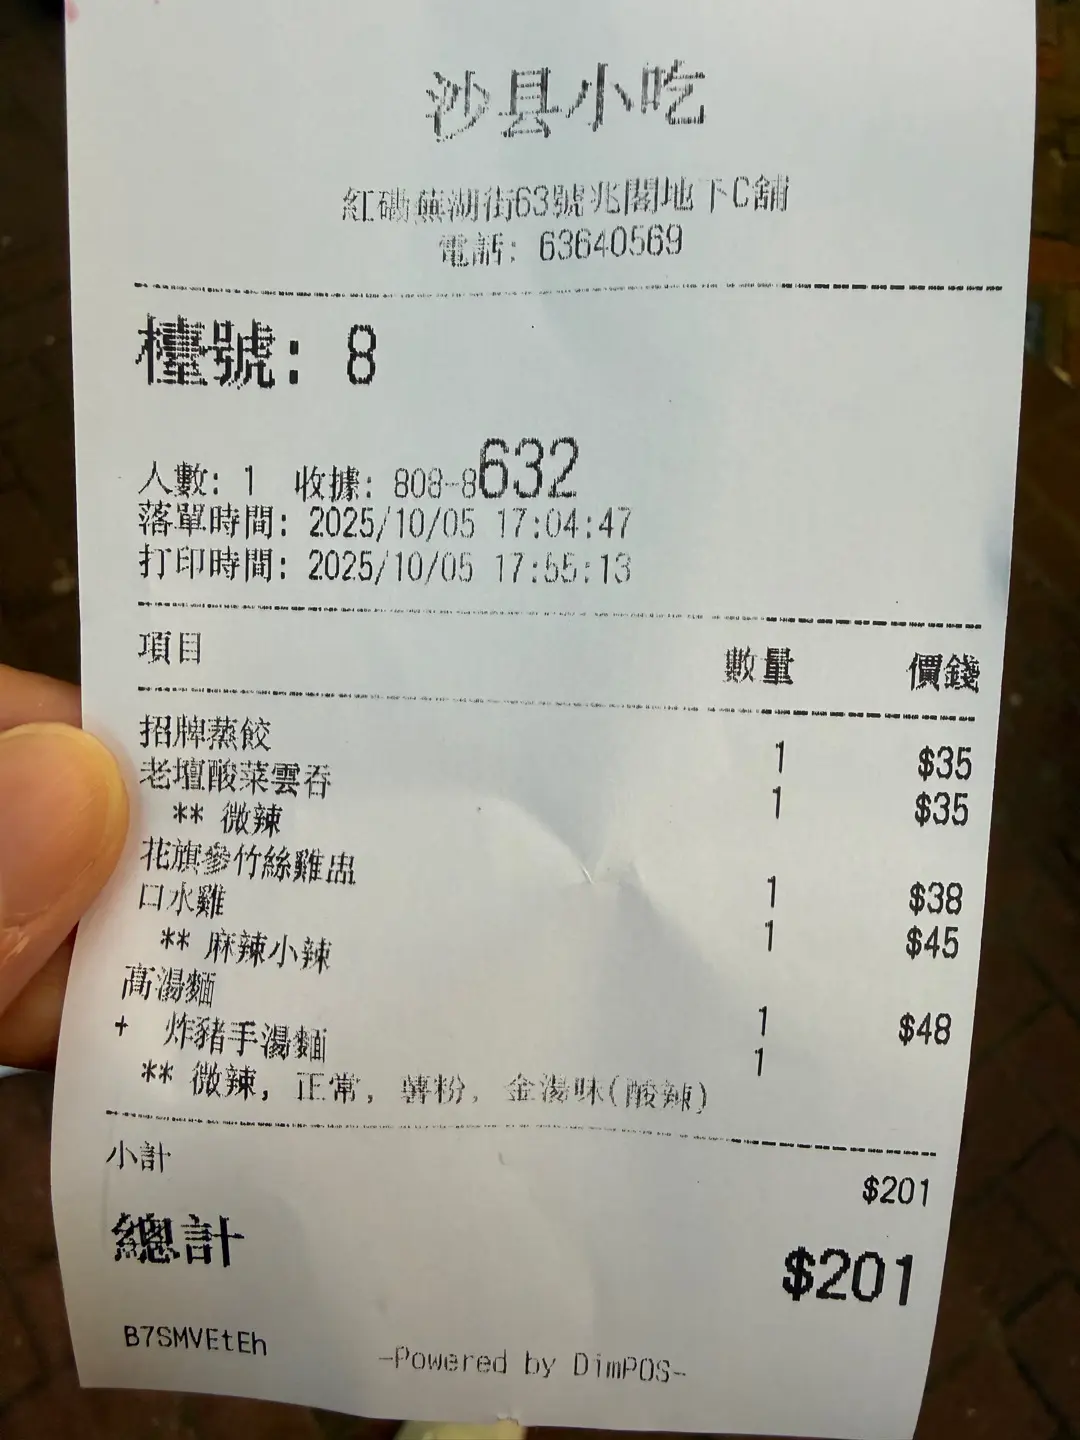 沙县小吃
紅磡蕪湖街63號兆閣地下C舖
電話: 63640569
檯號: 8
人數: 1 收據: 808-8632
落單時間: 2025/10/05 17:04:47
打印時間: 2025/10/05 17:55:13
項目 數量 價錢
招牌蒸餃 1 $35
老壇酸菜雲吞 1 $35
** 微辣
花旗參竹絲雞盅 1 $38
口水雞 1 $45
** 麻辣小辣
高湯麵 1 $48
+ 炸豬手湯麵 1
** 微辣, 正常, 薯粉, 金湯味(酸辣)
小計 $201
總計 $201
B7SMVEtEh
-Powered by DimPOS-